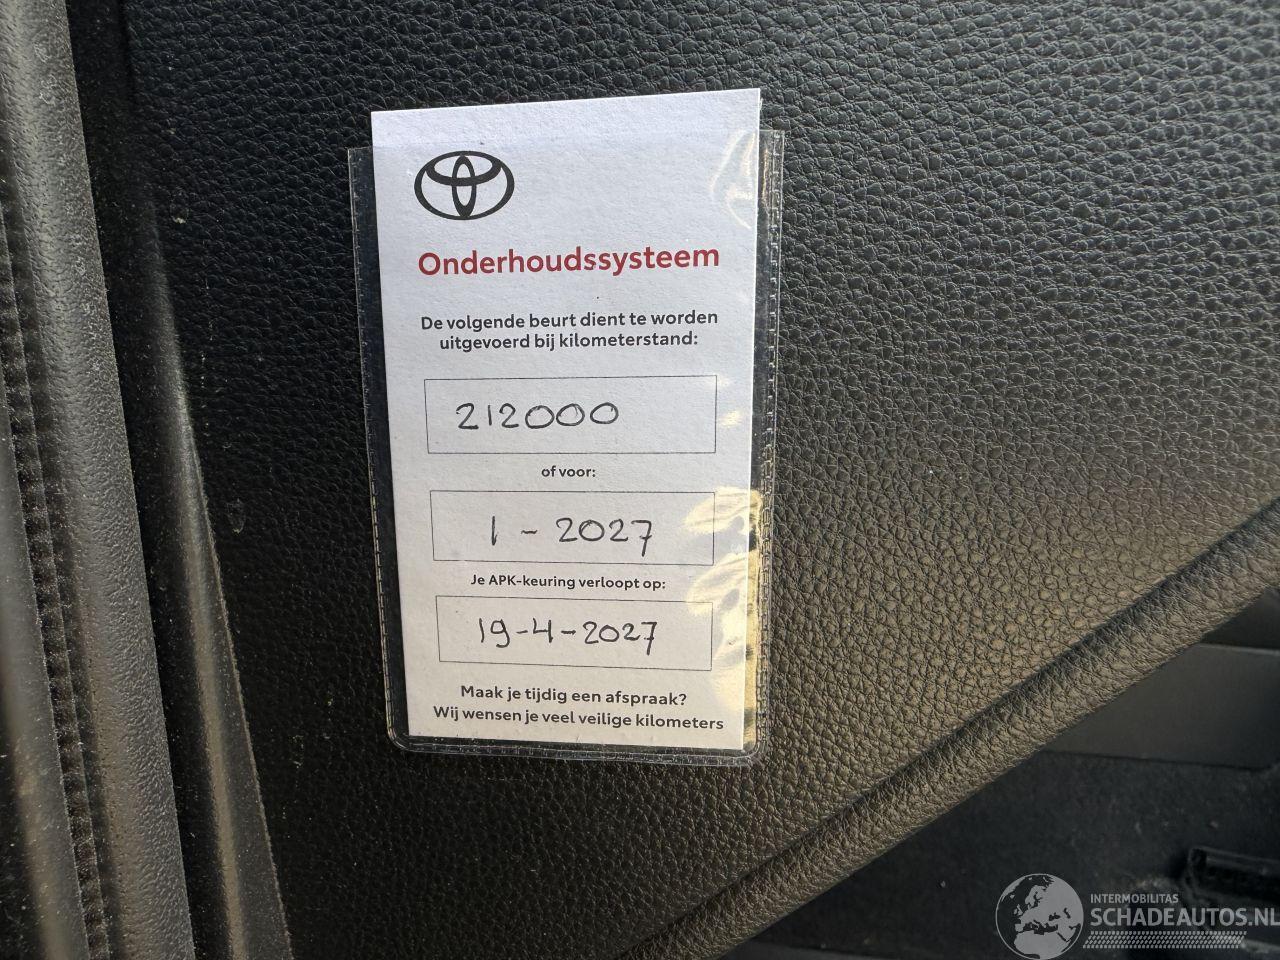 Onderhoudssysteem
De volgende beurt dient te worden
uitgevoerd bij kilometerstand:
212000
of voor:
1-2027
Je APK-keuring verloopt op:
19-4-2027
Maak je tijdig een afspraak?
Wij wensen je veel veilige kilometers
INTERMOBILITAS
SCHADEAUTOS.NL